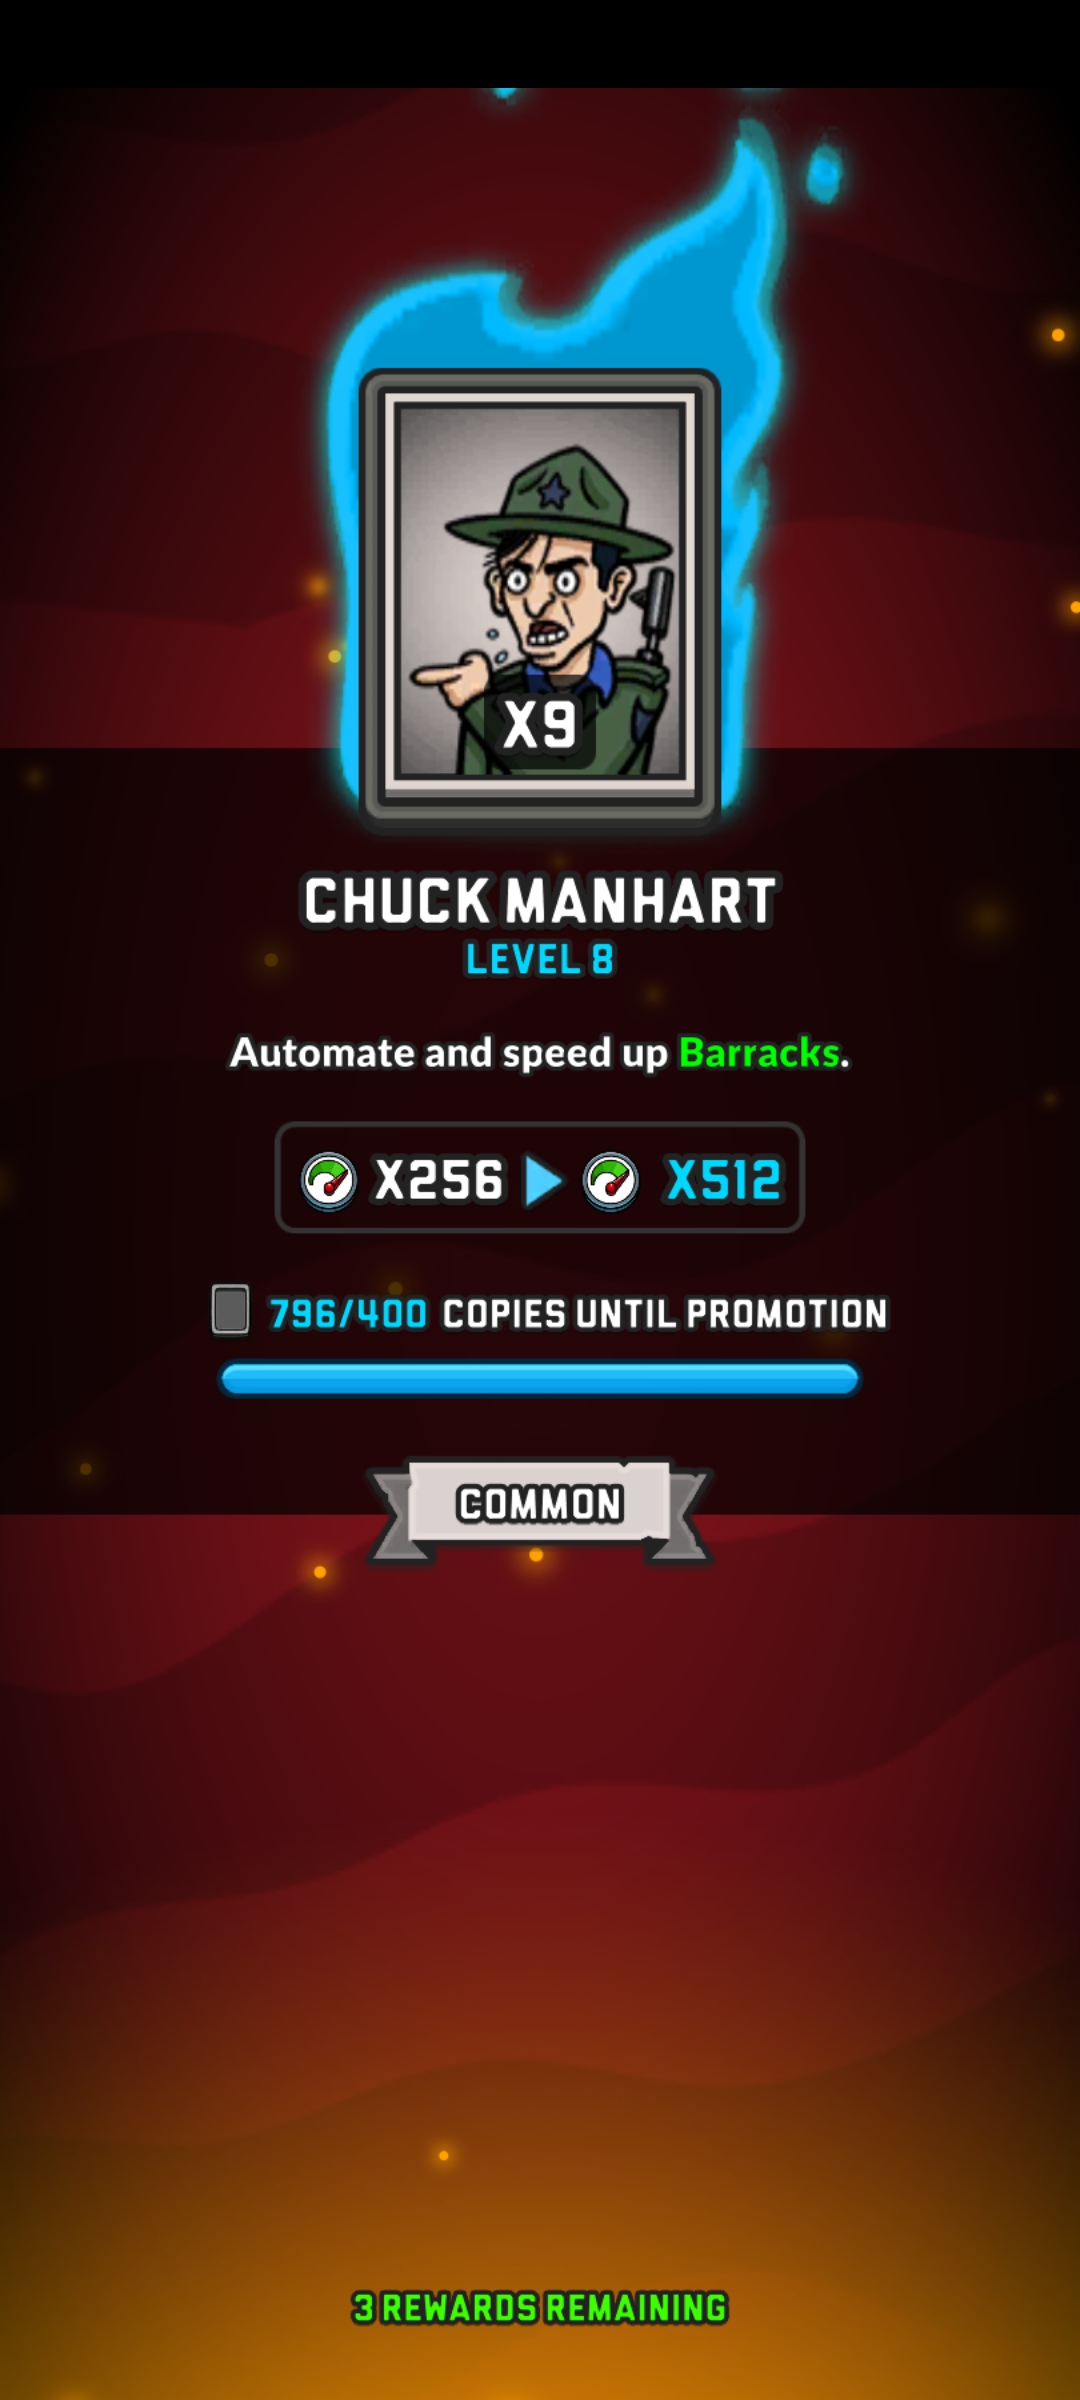 X9
CHUCK MANHART
LEVEL 8
Automate and speed up Barracks.
X256 X512
796/400 COPIES UNTIL PROMOTION
COMMON
3 REWARDS REMAINING